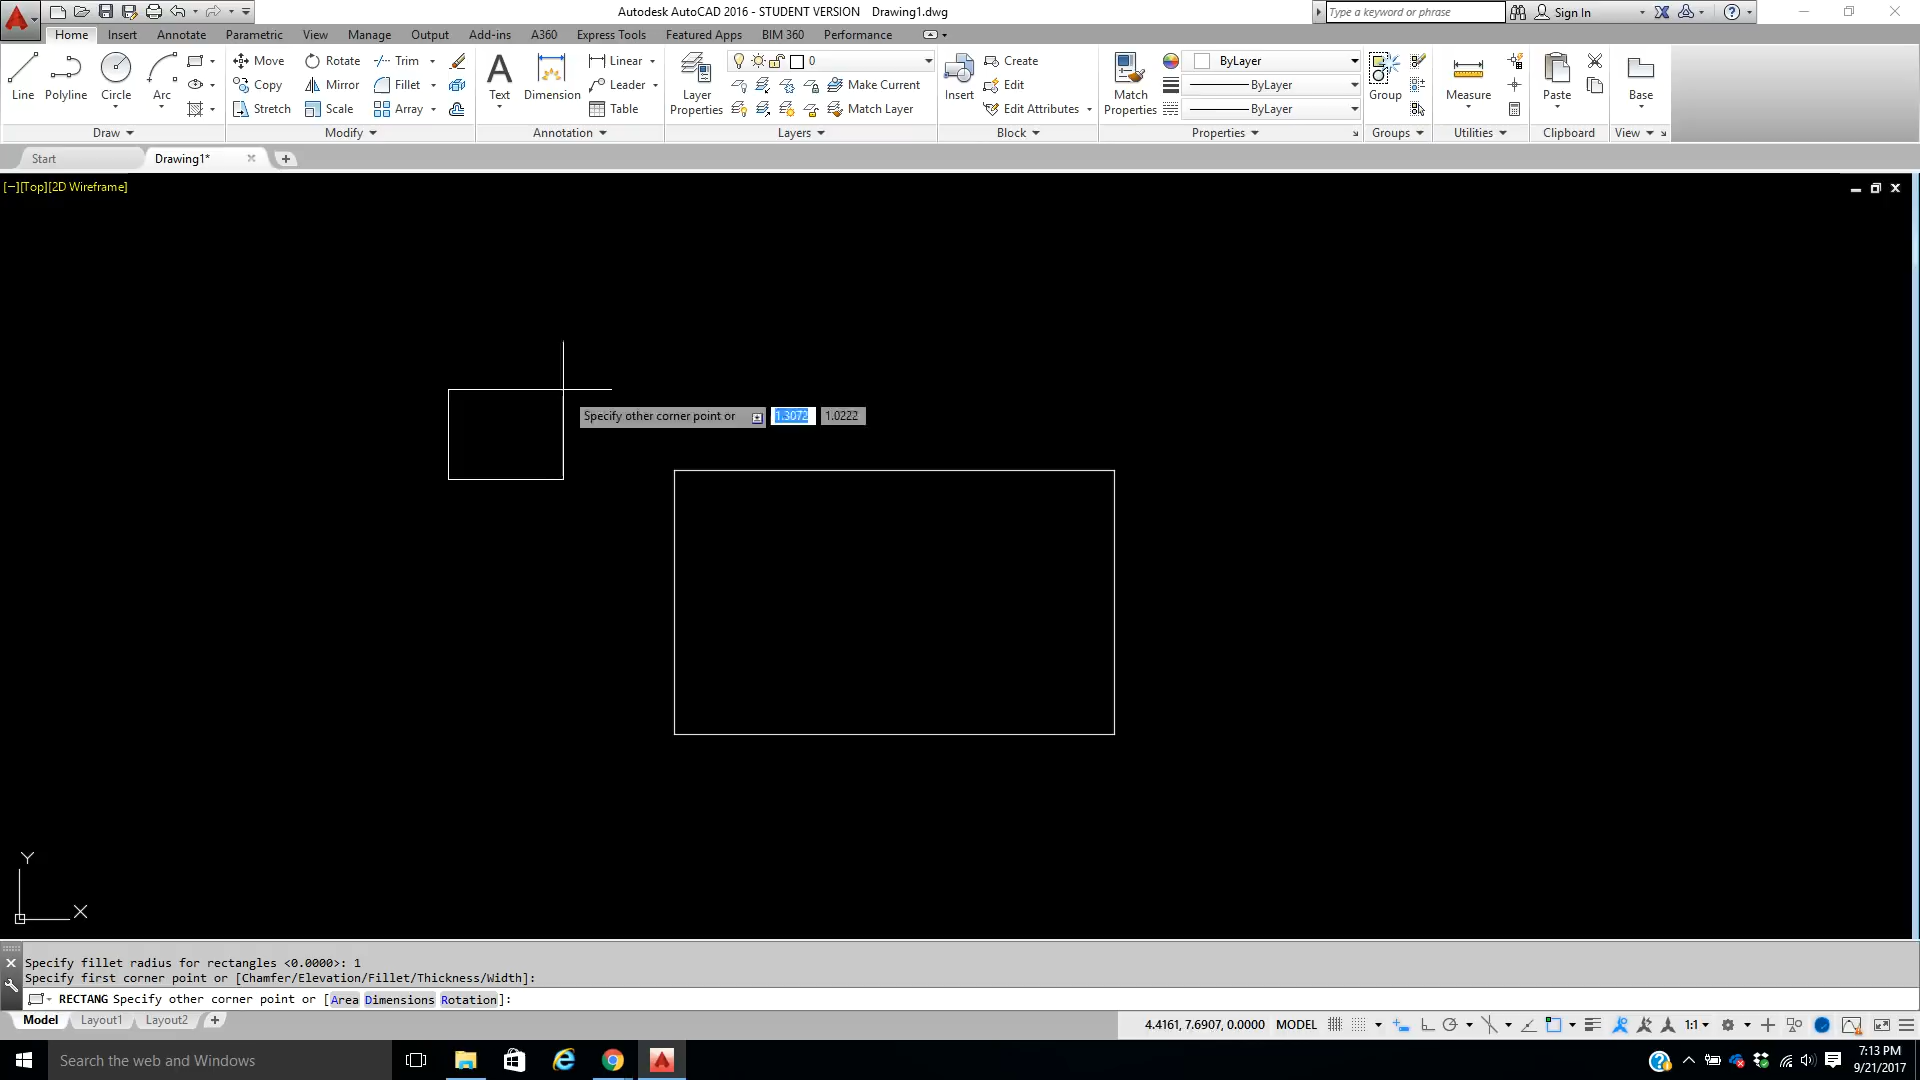 Autodesk AutoCAD 2016 - STUDENT VERSION Drawing1.dwg
Type a keyword or phrase
Sign In
Home Insert Annotate Parametric View Manage Output Add-ins A360 Express Tools Featured Apps BIM 360 Performance
Line Polyline Circle Arc
Draw
Move Rotate Trim
Copy Mirror Fillet
Stretch Scale Array
Modify
Text Dimension
Linear
Leader
Table
Annotation
Layer Properties
0
Make Current
Match Layer
Layers
Insert
Create
Edit
Edit Attributes
Block
Match Properties
ByLayer
ByLayer
ByLayer
Properties
Group
Groups
Measure
Utilities
Paste
Clipboard
Base
View
Start Drawing1*
[−][Top][2D Wireframe]
Specify other corner point or 1.3072 1.0222
Y
X
Specify fillet radius for rectangles <0.0000>: 1
Specify first corner point or [Chamfer/Elevation/Fillet/Thickness/Width]:
RECTANG Specify other corner point or [Area Dimensions Rotation]:
Model Layout1 Layout2
4.4161, 7.6907, 0.0000 MODEL 1:1
Search the web and Windows
7:13 PM
9/21/2017